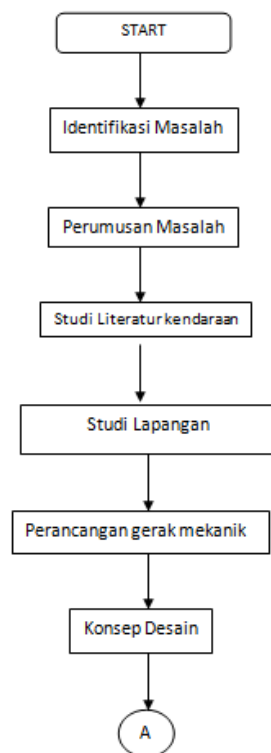 START
Identifikasi Masalah
Perumusan Masalah
Studi Literatur kendaraan
Studi Lapangan
Perancangan gerak mekanik
Konsep Desain
A